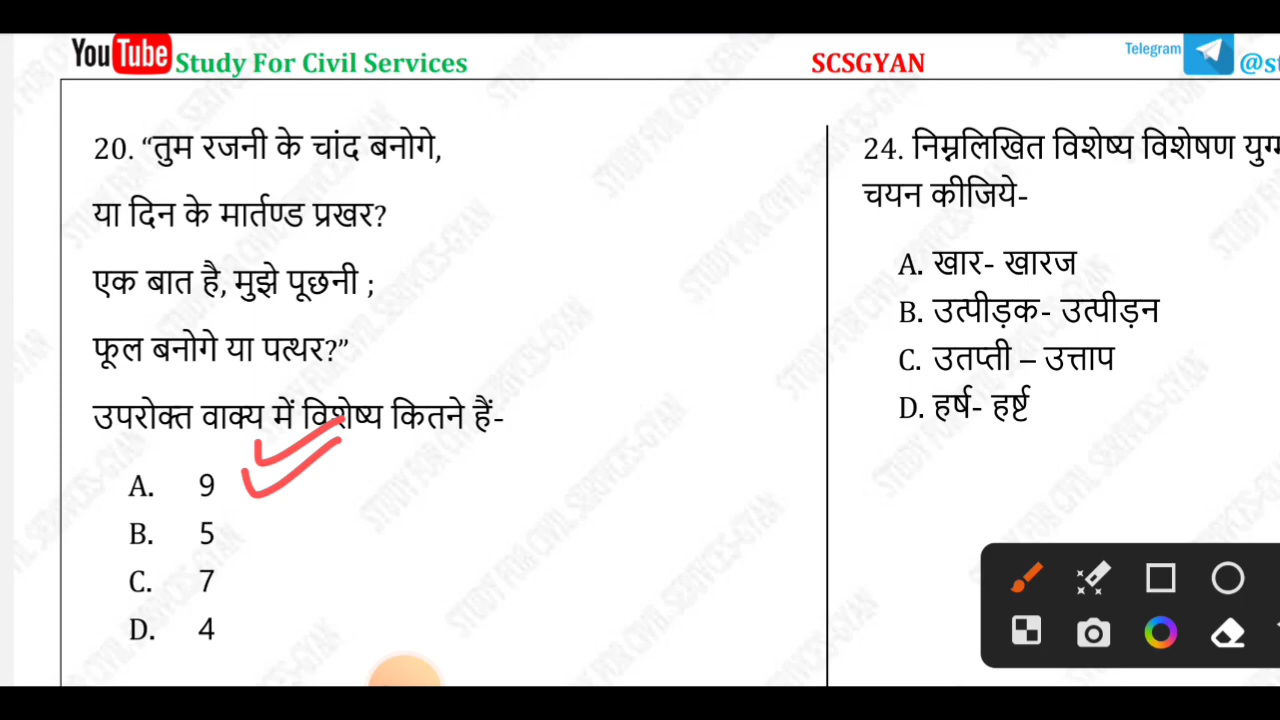 YouTube Study For Civil Services
SCSGYAN
Telegram
20. “तुम रजनी के चांद बनोगे,
या दिन के मार्तण्ड प्रखर?
एक बात है, मुझे पूछनी ;
फूल बनोगे या पत्थर?”
उपरोक्त वाक्य में विशेष्य कितने हैं-
A. 9
B. 5
C. 7
D. 4
24. निम्नलिखित विशेष्य विशेषण
चयन कीजिये-
A. खार- खारज
B. उत्पीड़क- उत्पीड़न
C. उतप्ती – उत्ताप
D. हर्ष- हर्ष्ट